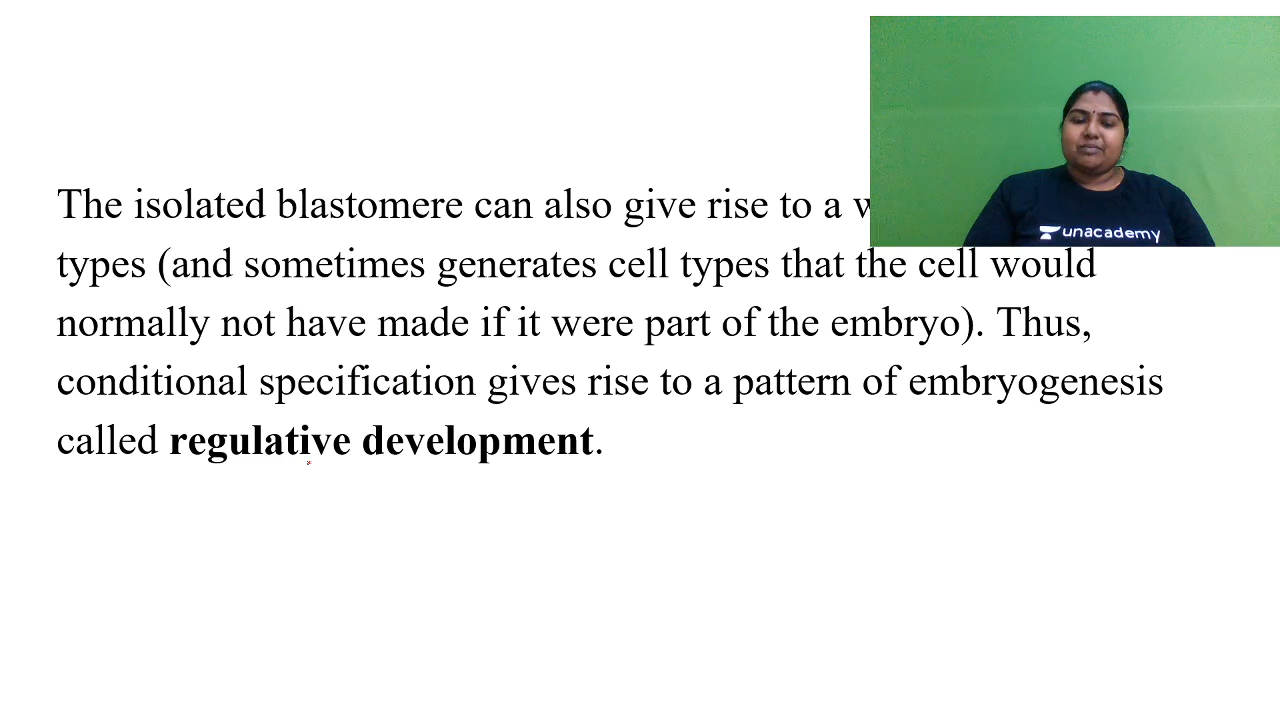 The isolated blastomere can also give rise to a
unacademy
types (and sometimes generates cell types that the cell would
normally not have made if it were part of the embryo). Thus,
conditional specification gives rise to a pattern of embryogenesis
called regulative development.